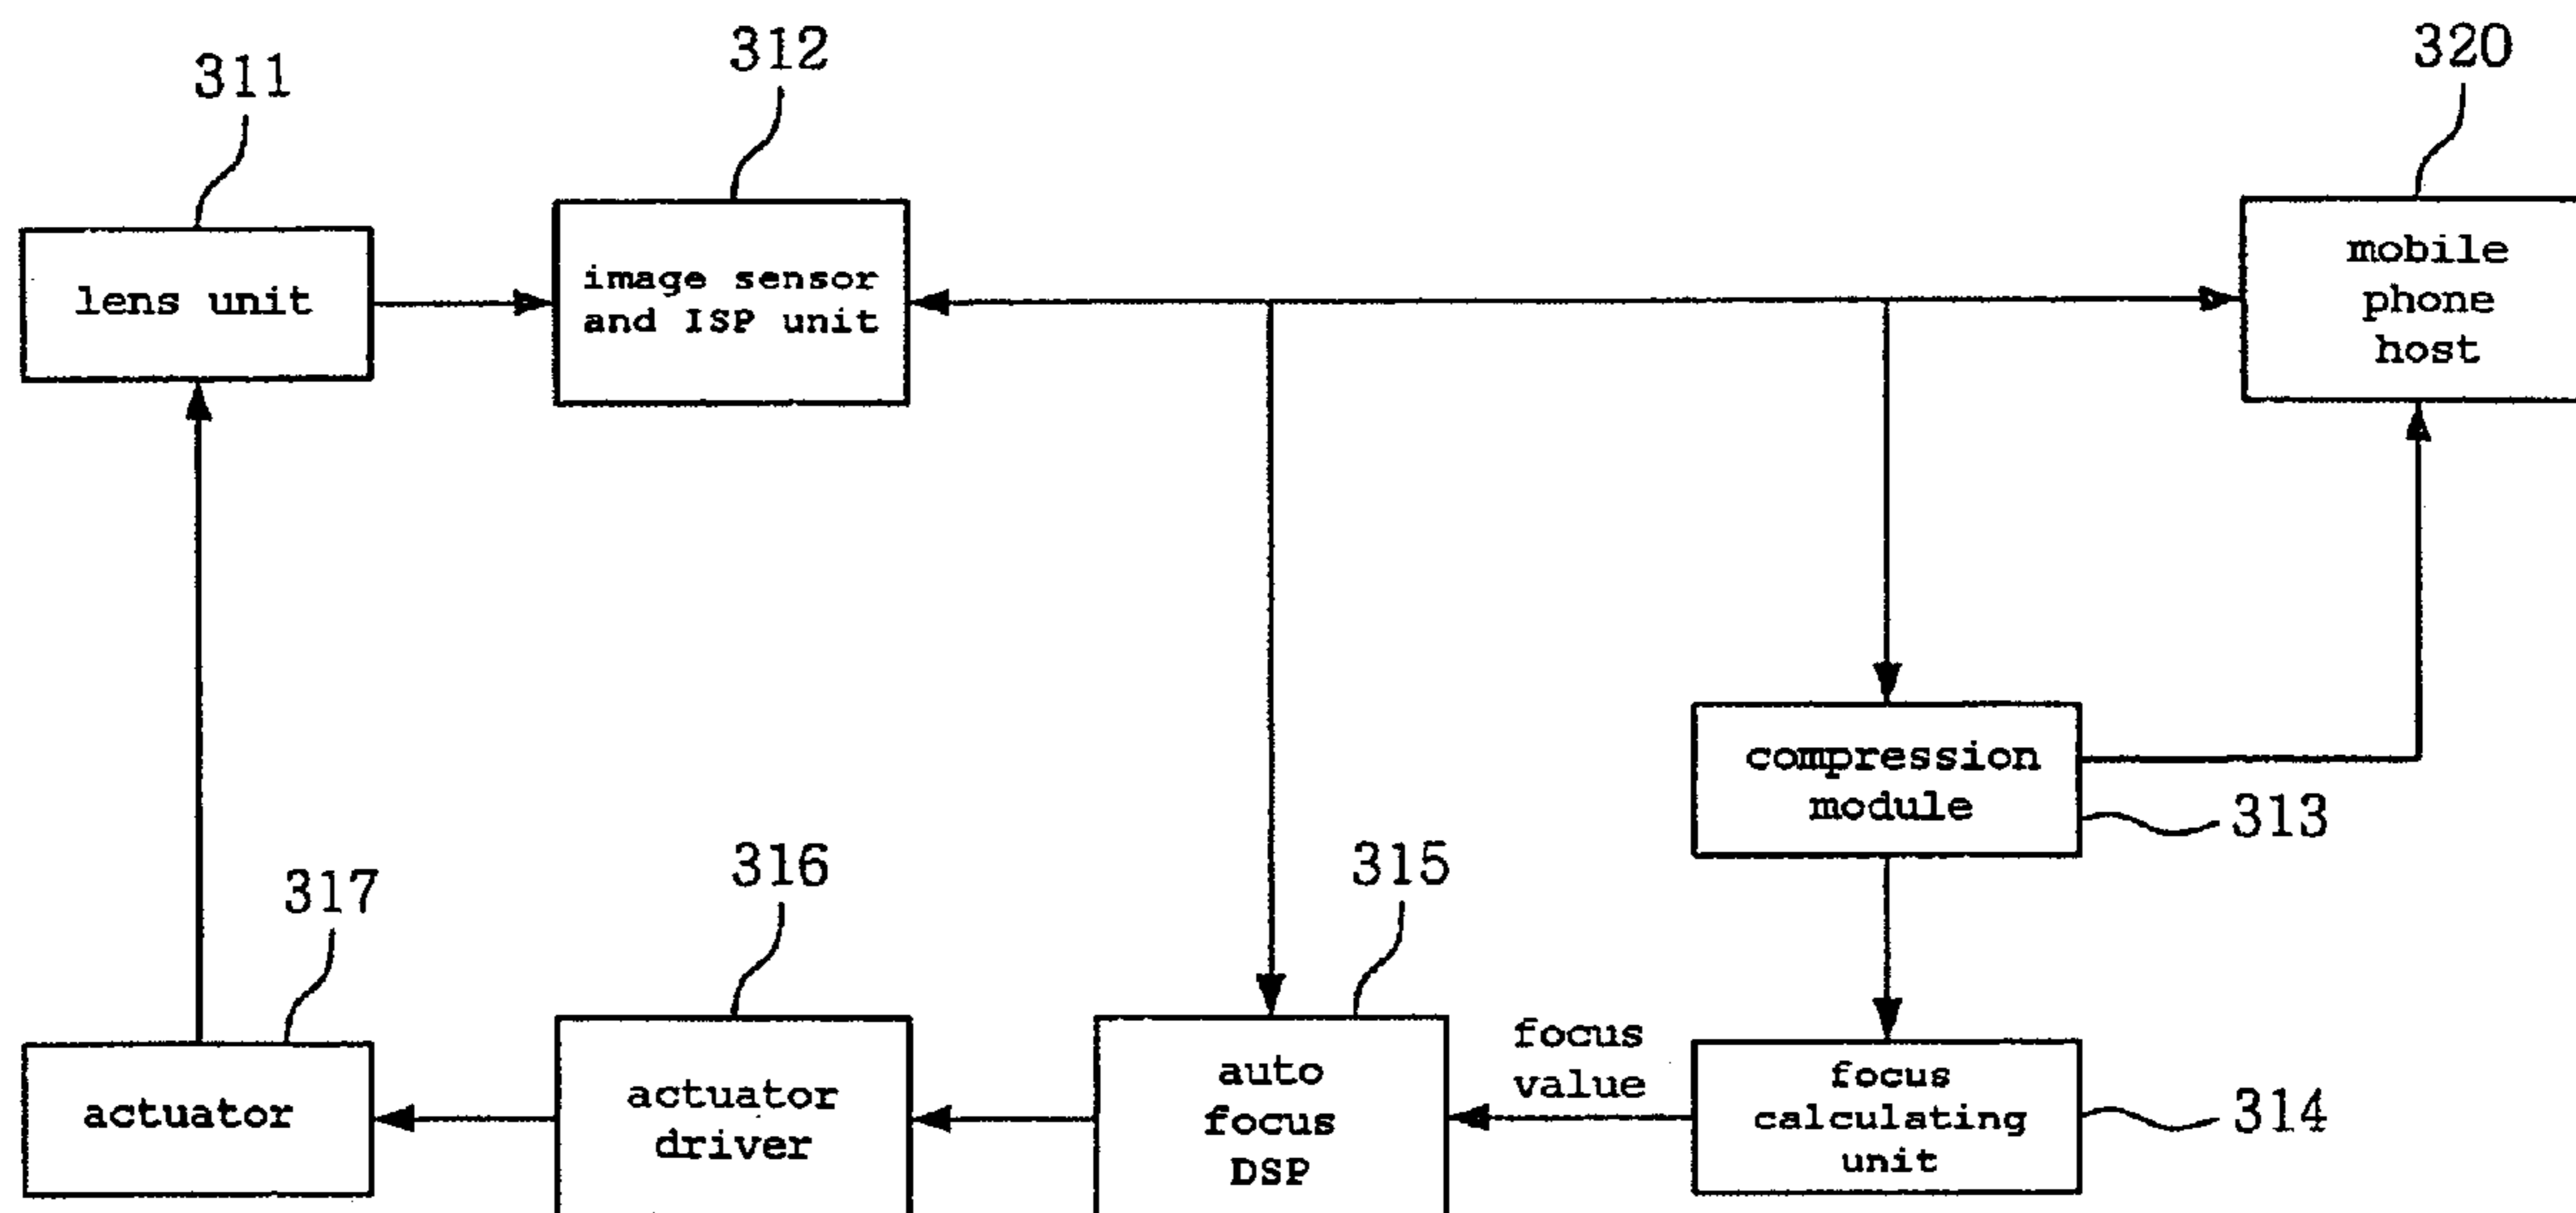 311
312
320
lens unit
image sensor
and ISP unit
mobile
phone
host
compression
module
313
317
316
315
actuator
actuator
driver
auto
focus
DSP
focus
value
focus
calculating
unit
314